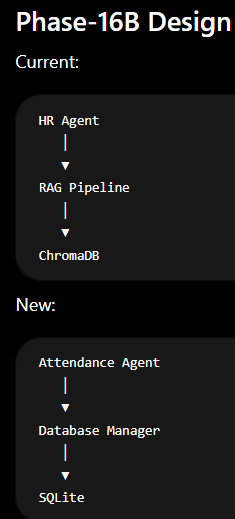 Phase-16B Design
Current:
HR Agent
│
▼
RAG Pipeline
│
▼
ChromaDB
New:
Attendance Agent
│
▼
Database Manager
│
▼
SQLite